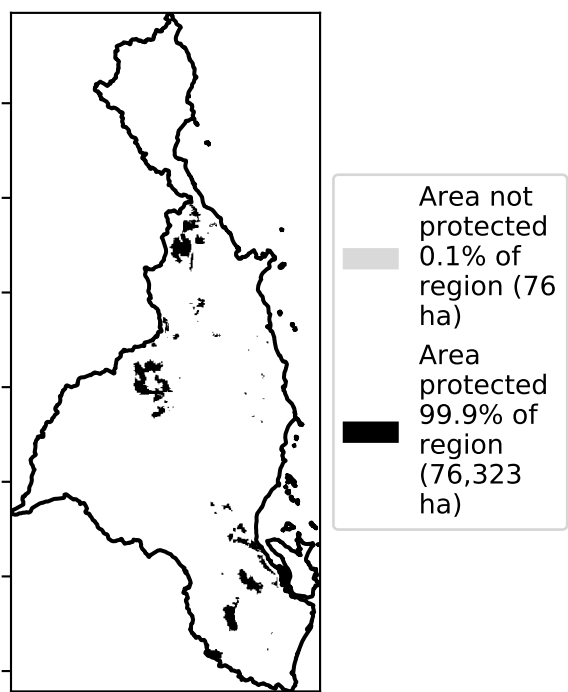 Area not
protected
0.1% of
region (76
ha)
Area
protected
99.9% of
region
(76,323
ha)